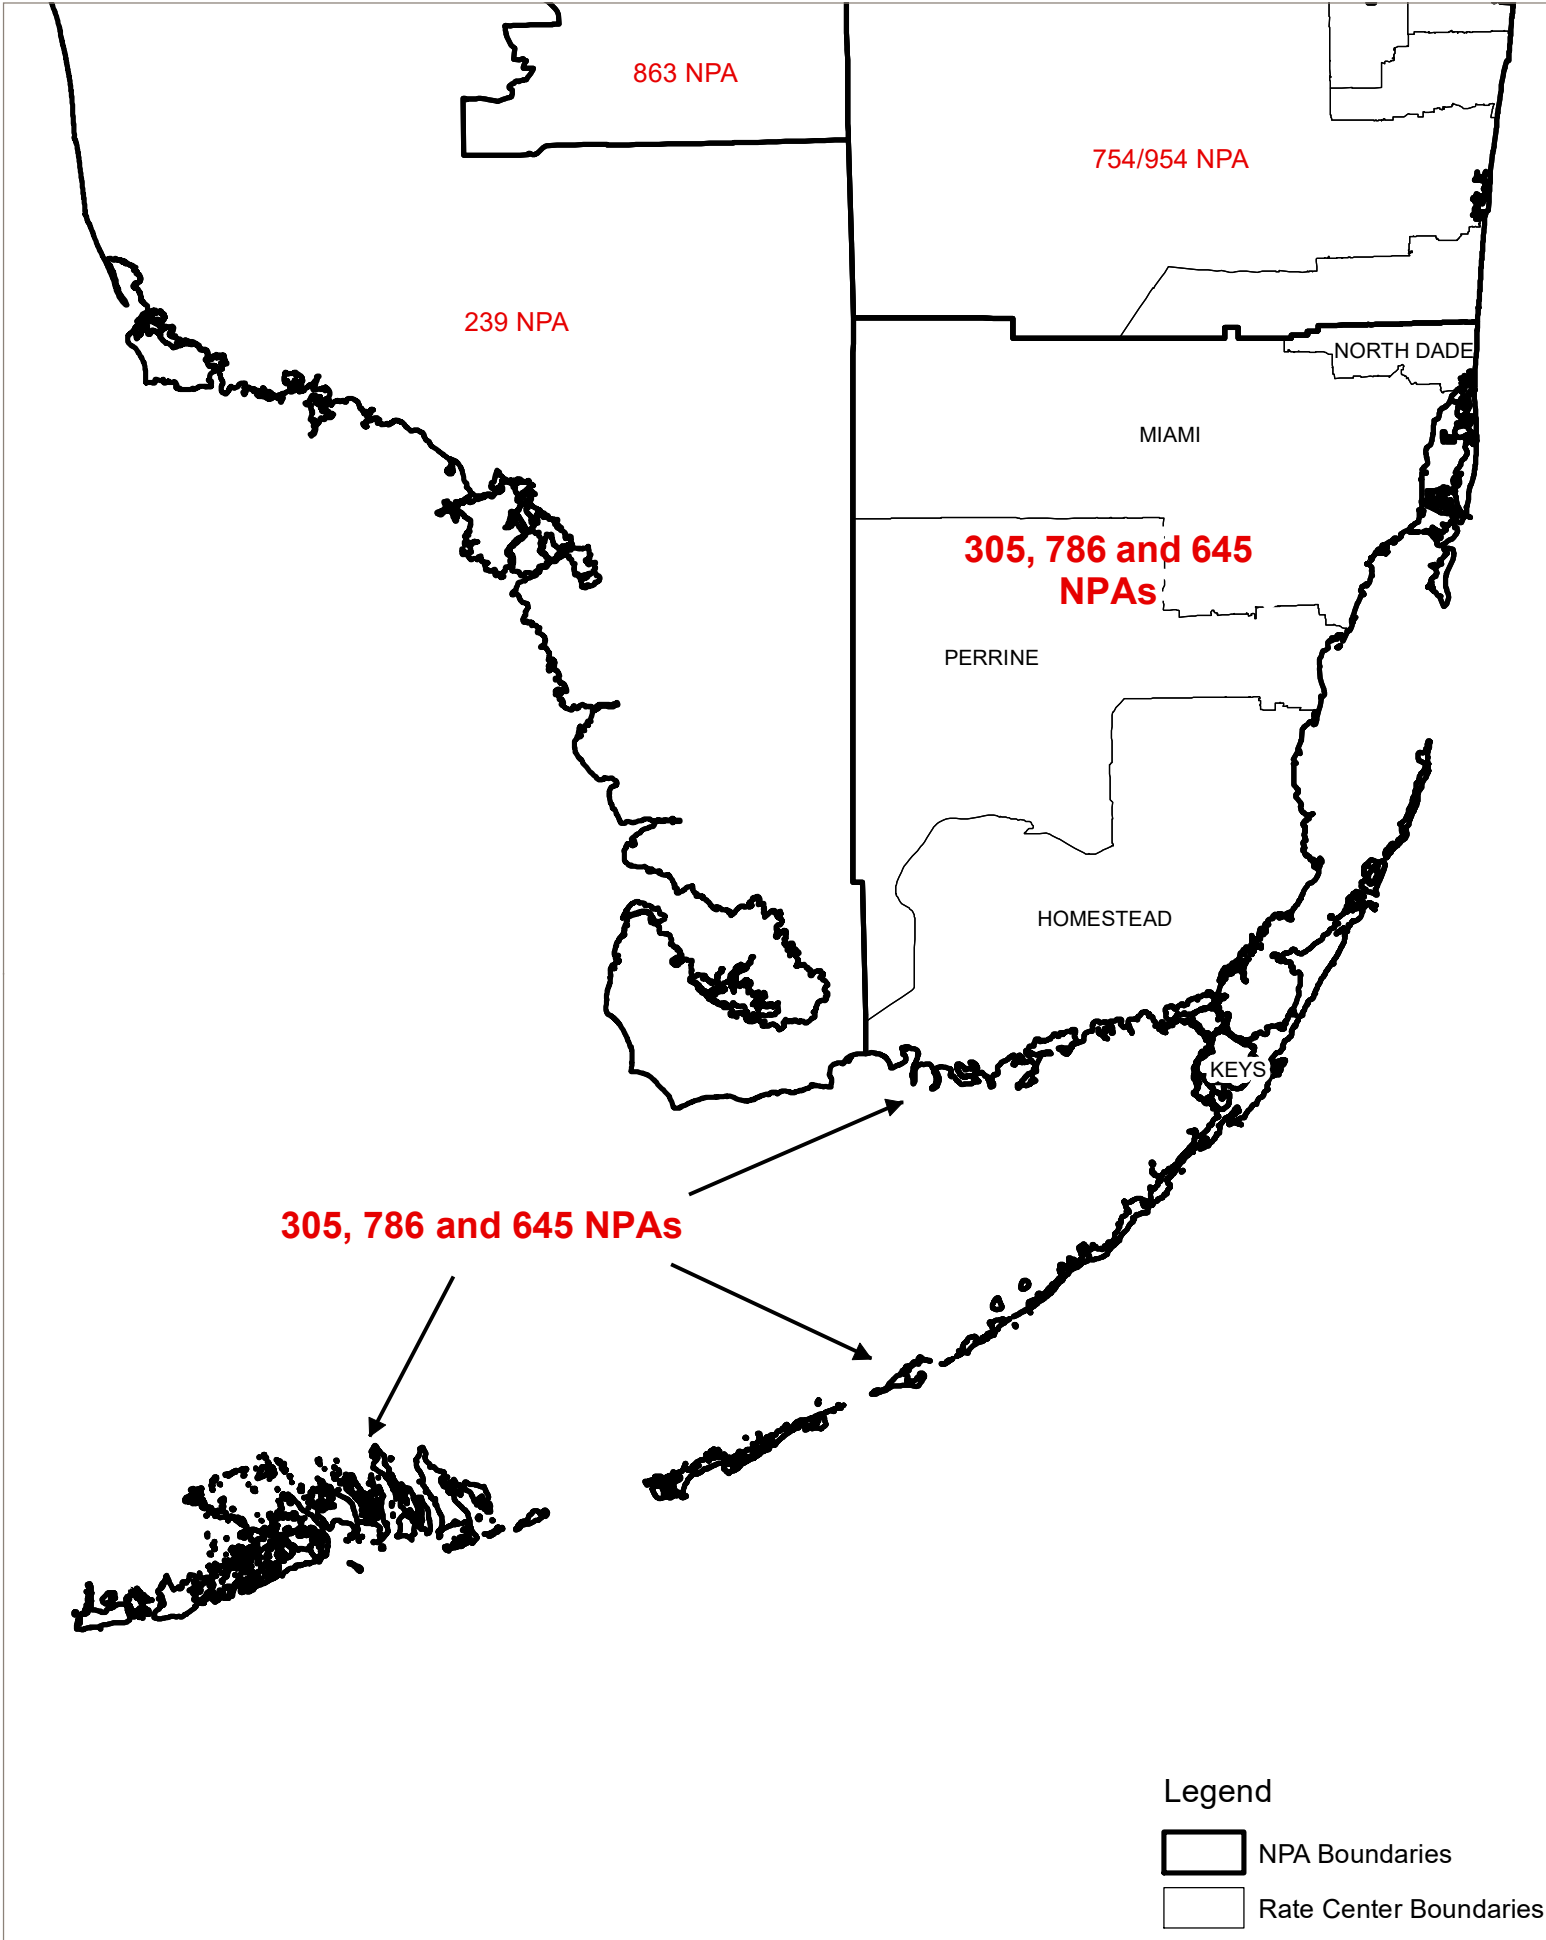 863 NPA
754/954 NPA
239 NPA
NORTH DADE
MIAMI
305, 786 and 645
NPAs
PERRINE
HOMESTEAD
KEYS
305, 786 and 645 NPAs
Legend
NPA Boundaries
Rate Center Boundaries